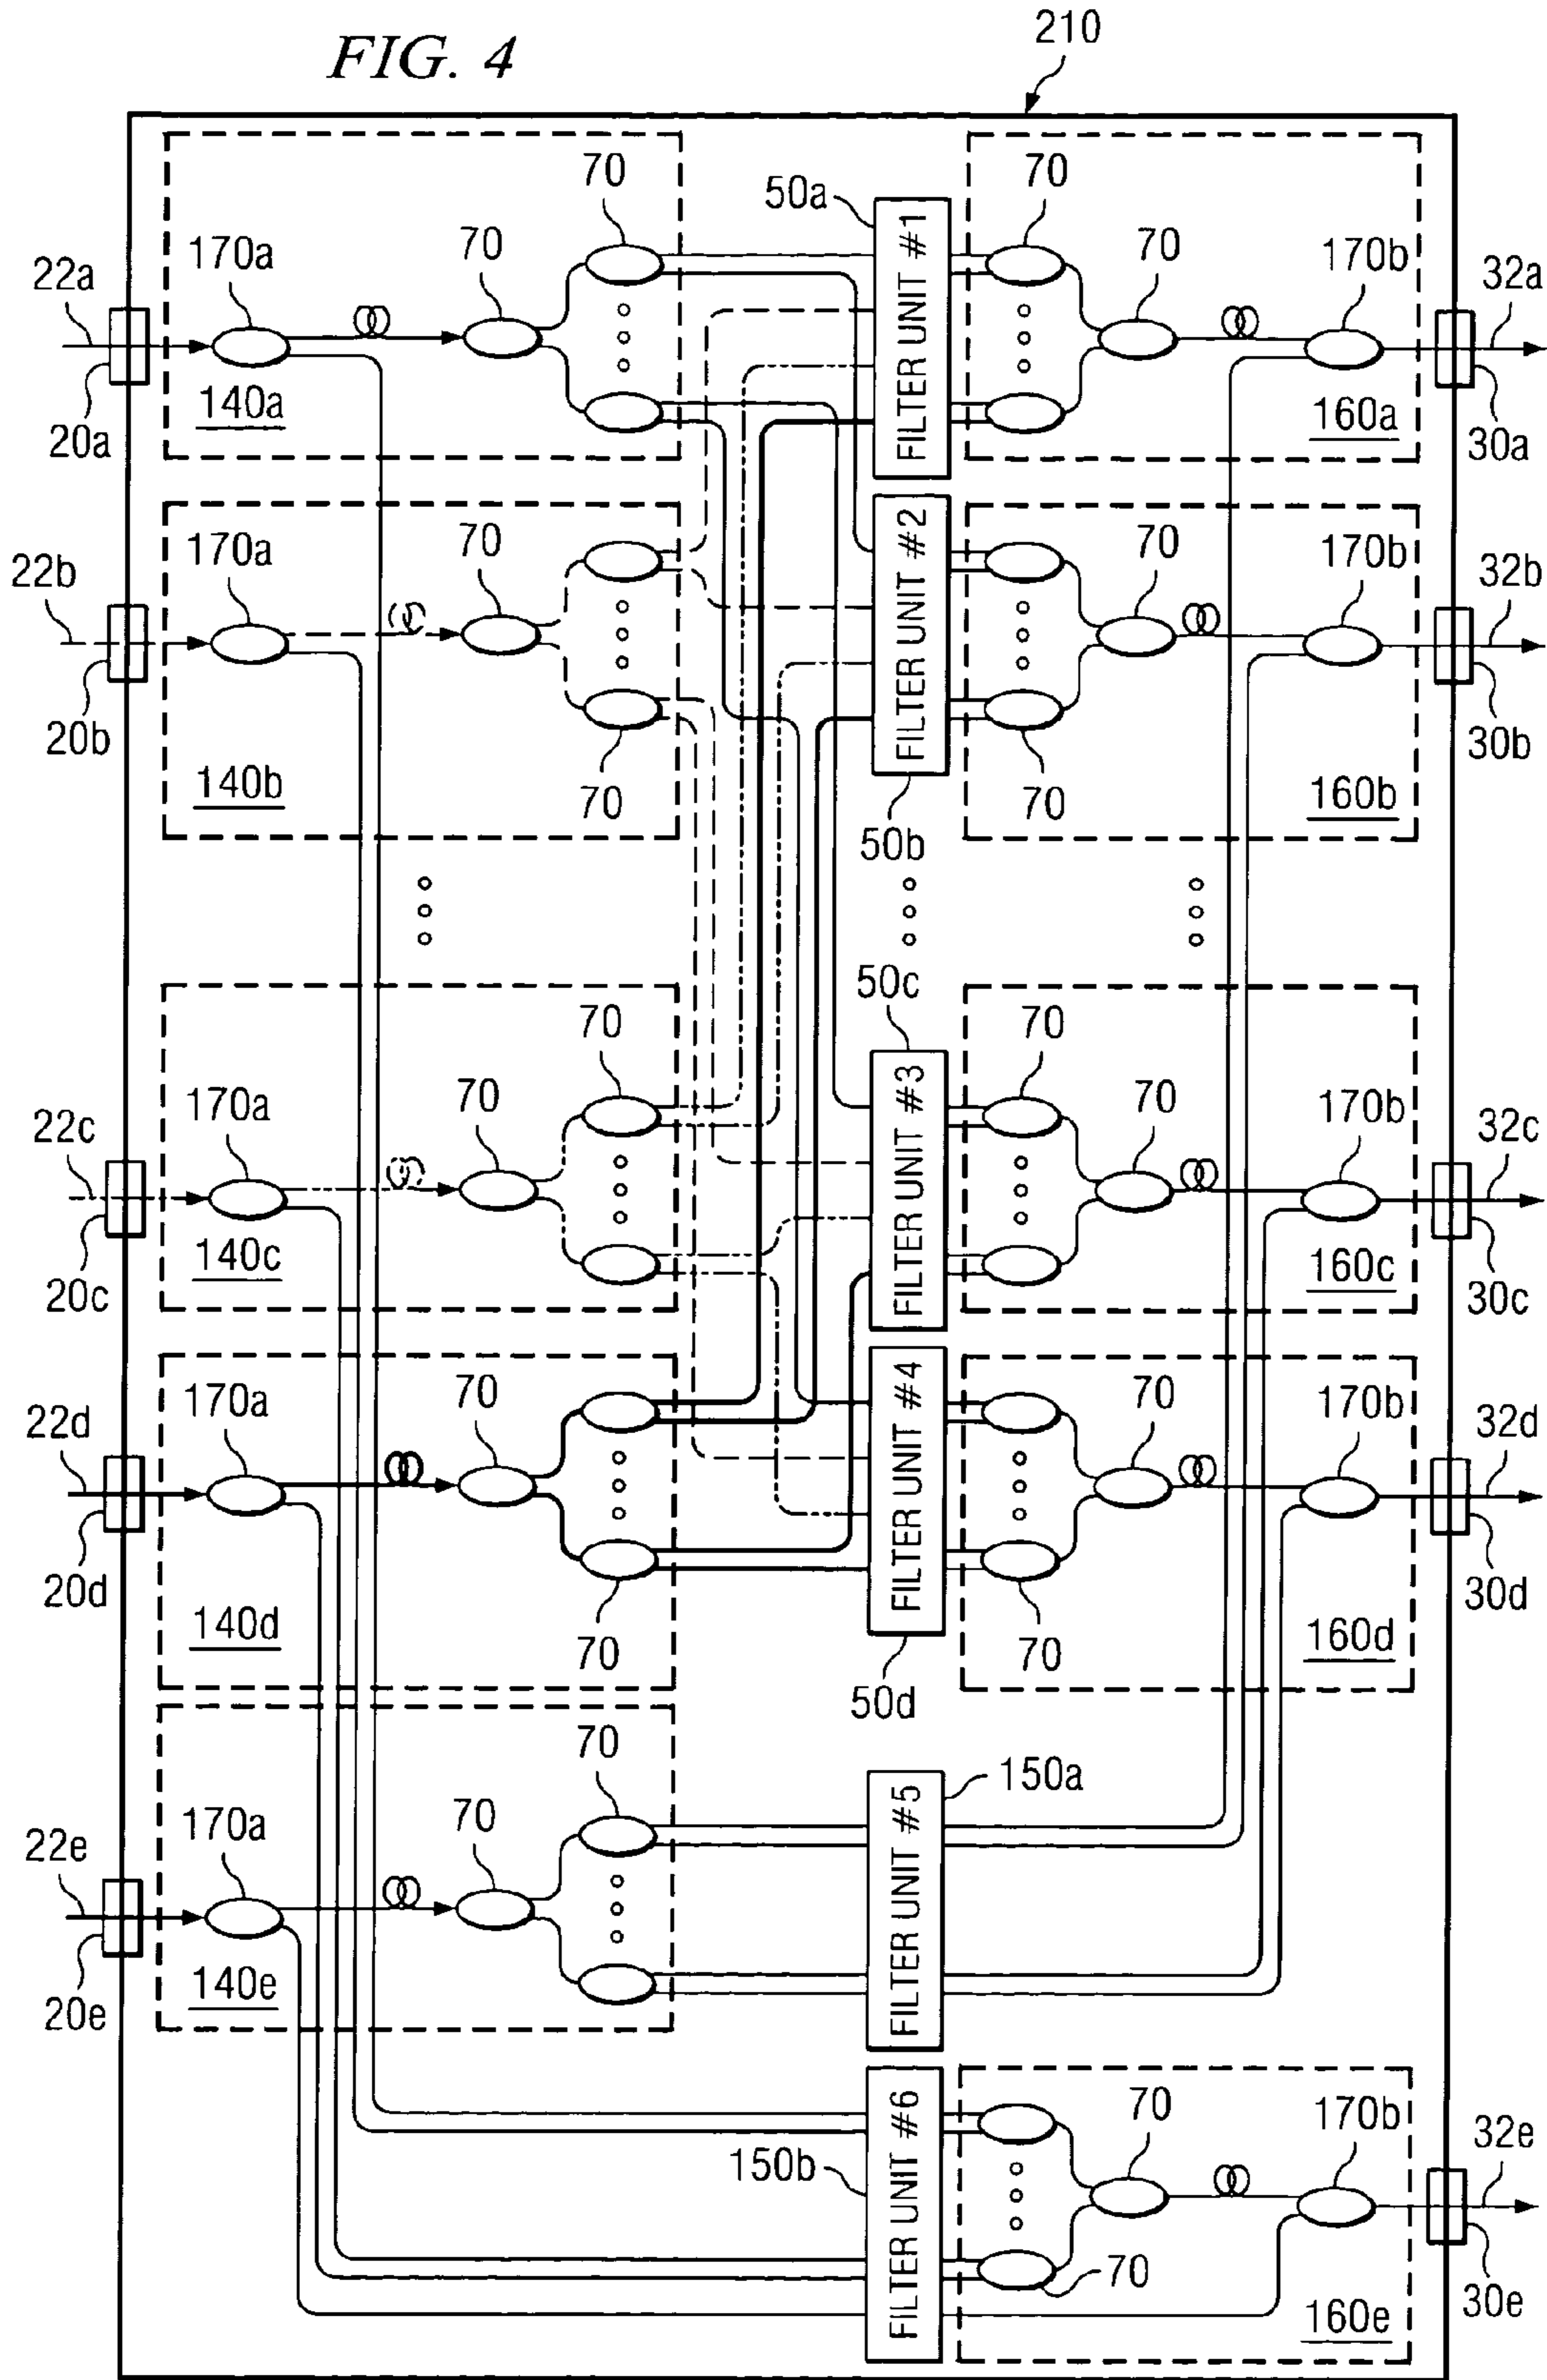 FIG. 4
210
70
50a
70
170a
70
FILTER UNIT #1
70
170b
22a
32a
140a
160a
20a
30a
170a
70
FILTER UNIT #2
70
170b
22b
32b
20b
30b
140b
70
70
160b
50b
50c
70
70
170a
70
FILTER UNIT #3
70
170b
22c
32c
140c
160c
20c
30c
170a
70
FILTER UNIT #4
70
170b
22d
32d
20d
30d
140d
70
70
160d
50d
70
150a
170a
70
FILTER UNIT #5
22e
140e
20e
FILTER UNIT #6
70
170b
150b
32e
70
160e
30e